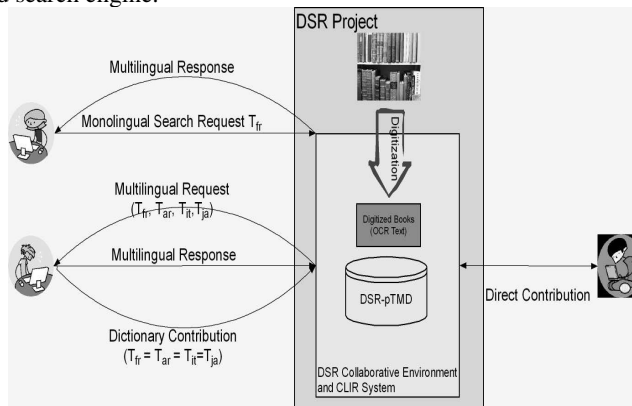 d search engine.
DSR Project
Multilingual Response
Monolingual Search Request Tfr
Digitization
Multilingual Request
(Tfr, Tar, Tit, Tja)
Digitized Books
(OCR Text)
Multilingual Response
DSR-pTMD
Direct Contribution
Dictionary Contribution
(Tfr = Tar = Tit=Tja)
DSR Collaborative Environment
and CLIR System